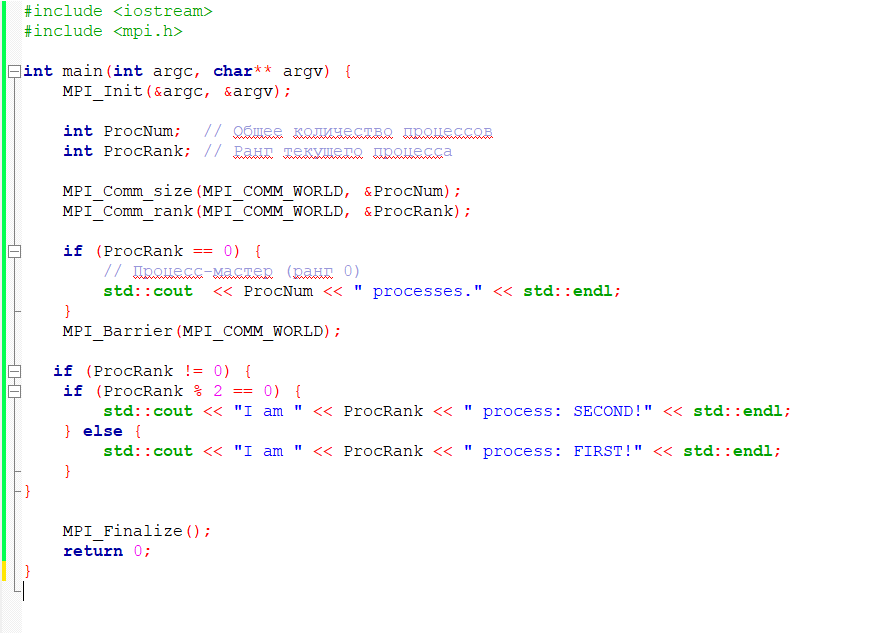 #include <iostream>
#include <mpi.h>
int main(int argc, char** argv) {
    MPI_Init(&argc, &argv);
    int ProcNum;  // Общее количество процессов
    int ProcRank; // Ранг текущего процесса
    MPI_Comm_size(MPI_COMM_WORLD, &ProcNum);
    MPI_Comm_rank(MPI_COMM_WORLD, &ProcRank);
    if (ProcRank == 0) {
        // Процесс-мастер (ранг 0)
        std::cout  << ProcNum << " processes." << std::endl;
    }
    MPI_Barrier(MPI_COMM_WORLD);
   if (ProcRank != 0) {
    if (ProcRank % 2 == 0) {
        std::cout << "I am " << ProcRank << " process: SECOND!" << std::endl;
    } else {
        std::cout << "I am " << ProcRank << " process: FIRST!" << std::endl;
    }
}
    MPI_Finalize();
    return 0;
}